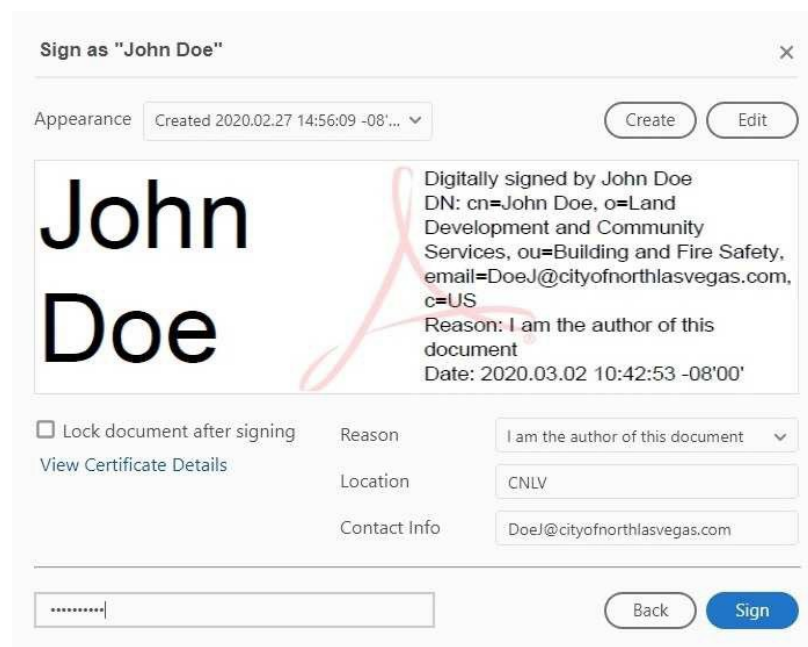 Sign as "John Doe"
Appearance
Created 2020.02.27 14:56:09 -08'...
Create
Edit
John
Doe
Digitally signed by John Doe
DN: cn=John Doe, o=Land
Development and Community
Services, ou=Building and Fire Safety,
email=DoeJ@cityofnorthlasvegas.com,
c=US
Reason: I am the author of this
document
Date: 2020.03.02 10:42:53 -08'00'
Lock document after signing
View Certificate Details
Reason
I am the author of this document
Location
CNLV
Contact Info
DoeJ@cityofnorthlasvegas.com
Back
Sign